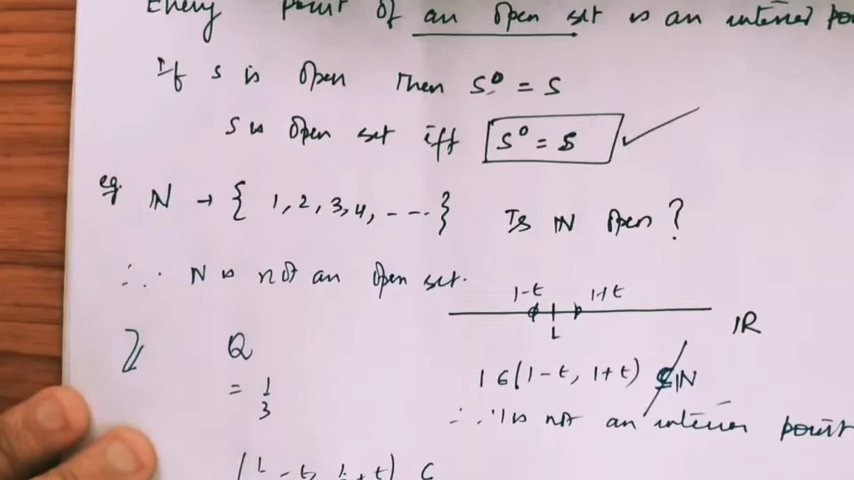 Every point of an open set is an interior
If S is open then S⁰ = S
S is open set iff S⁰ = S
eg. N → { 1, 2, 3, 4, - - -- } Is N open ?
∴ N is not an open set.
1-ε 1+ε
1
IR
Q
= 1/3
1 ∈ (1-ε, 1+ε) ⊄ N
∴ 1 is not an interior point